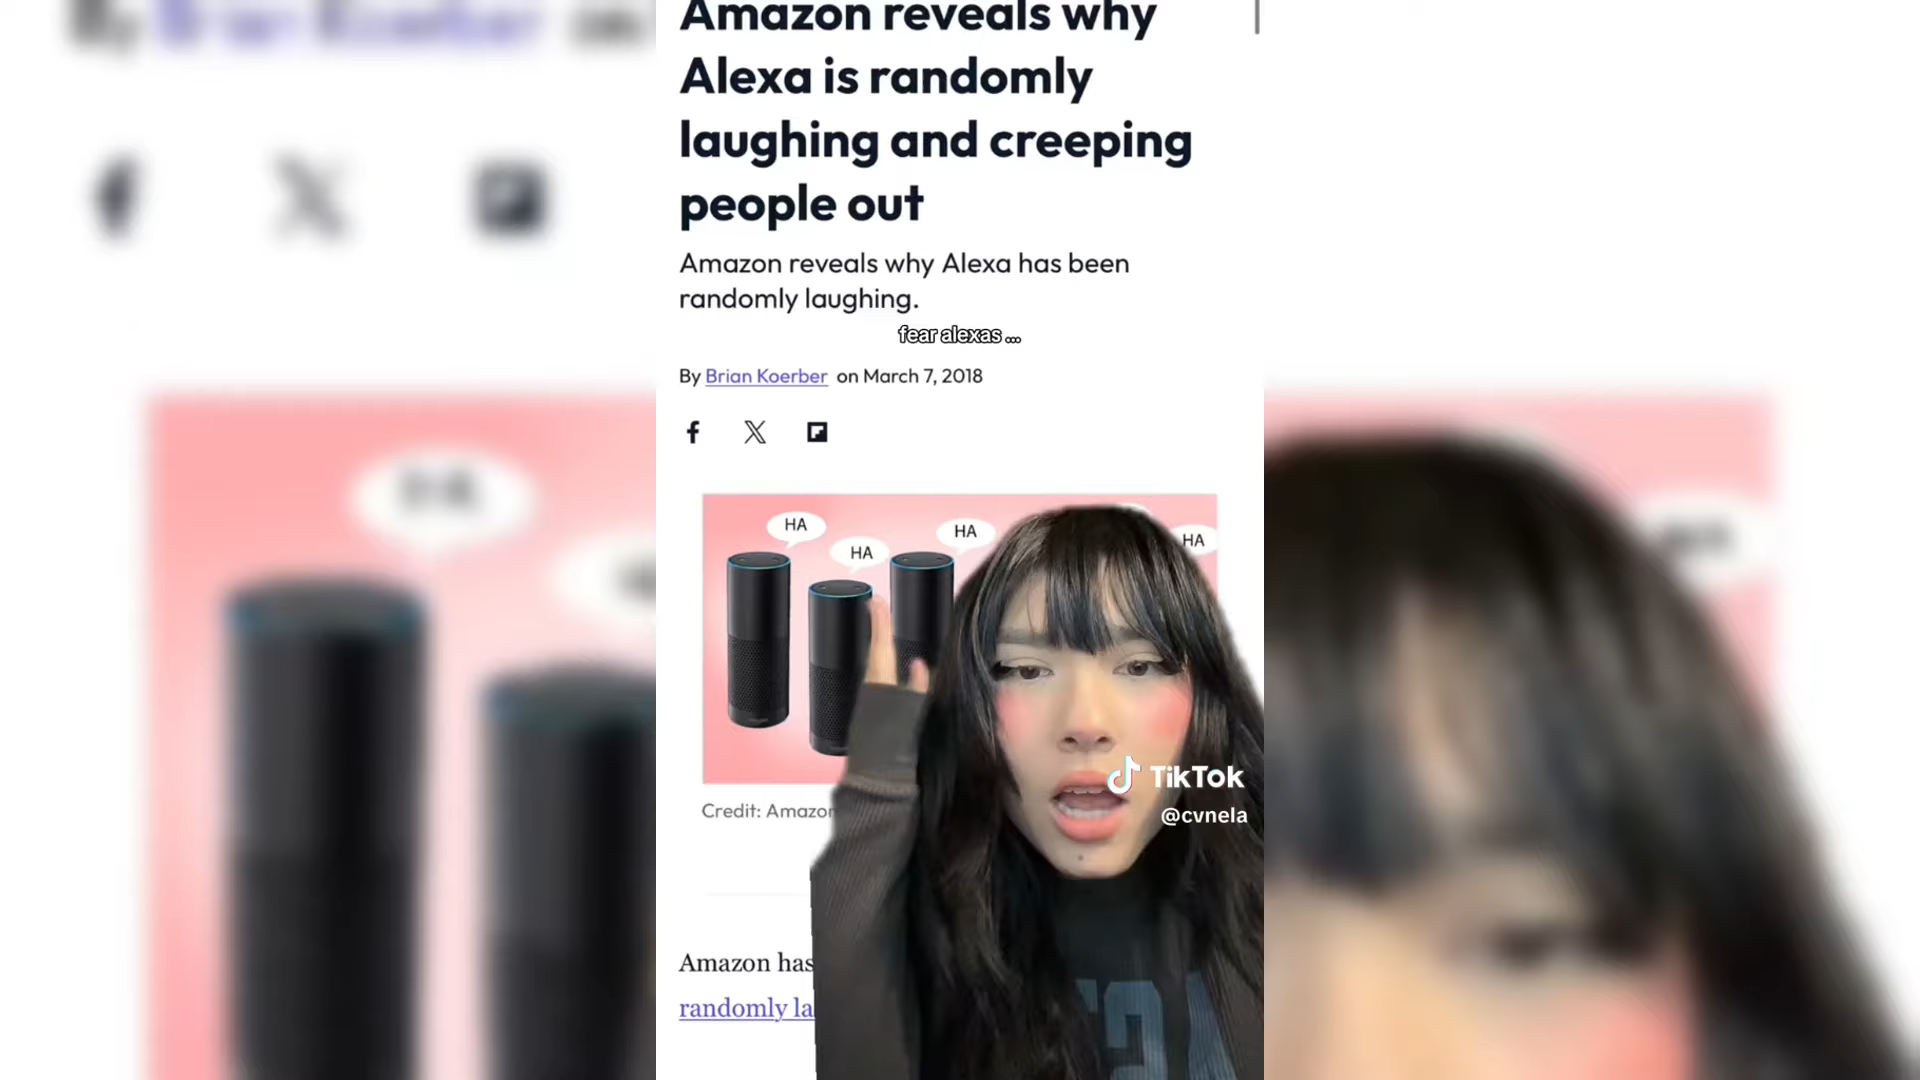 Amazon reveals why
Alexa is randomly
laughing and creeping
people out
Amazon reveals why Alexa has been
randomly laughing.
fear alexas ...
By Brian Koerber on March 7, 2018
HA
HA
HA
HA
Credit: Amazon
TikTok
@cvnela
Amazon has
randomly la